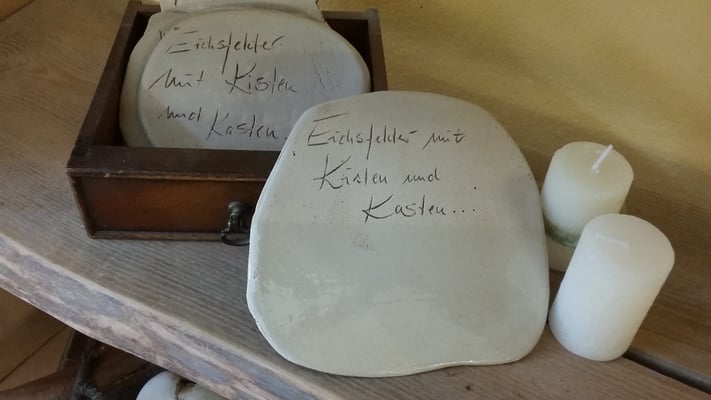 Eichsfelder
mit Kisten
und Kasten.
Eichsfelder mit
Kisten und
Kasten...